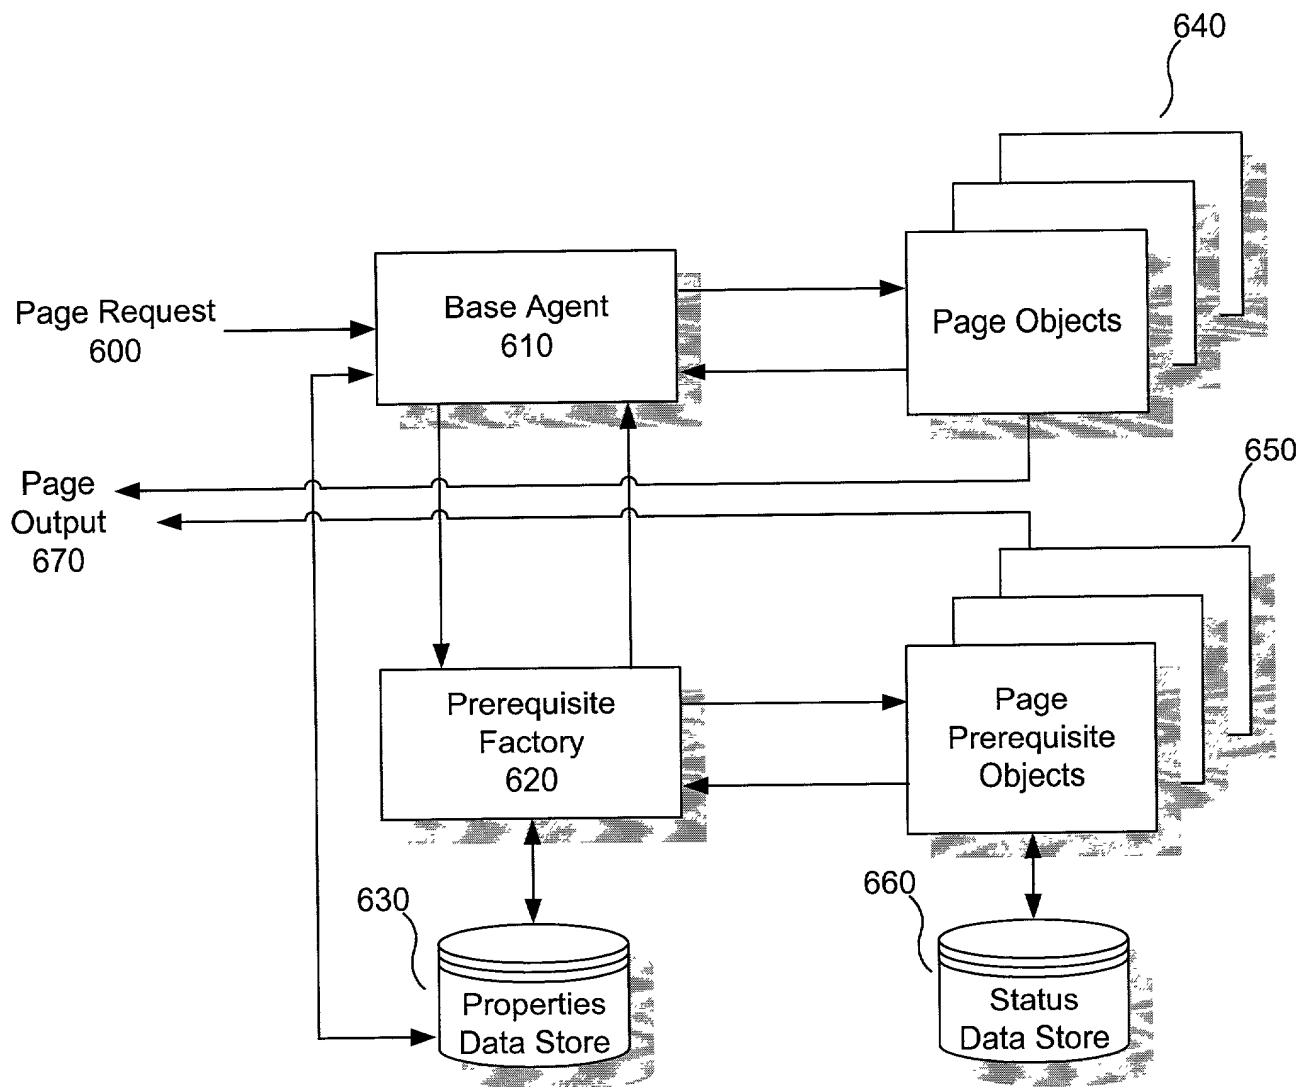 640
Page Request
600
Base Agent
610
Page Objects
Page
Output
670
650
Prerequisite
Factory
620
Page
Prerequisite
Objects
630
Properties
Data Store
660
Status
Data Store